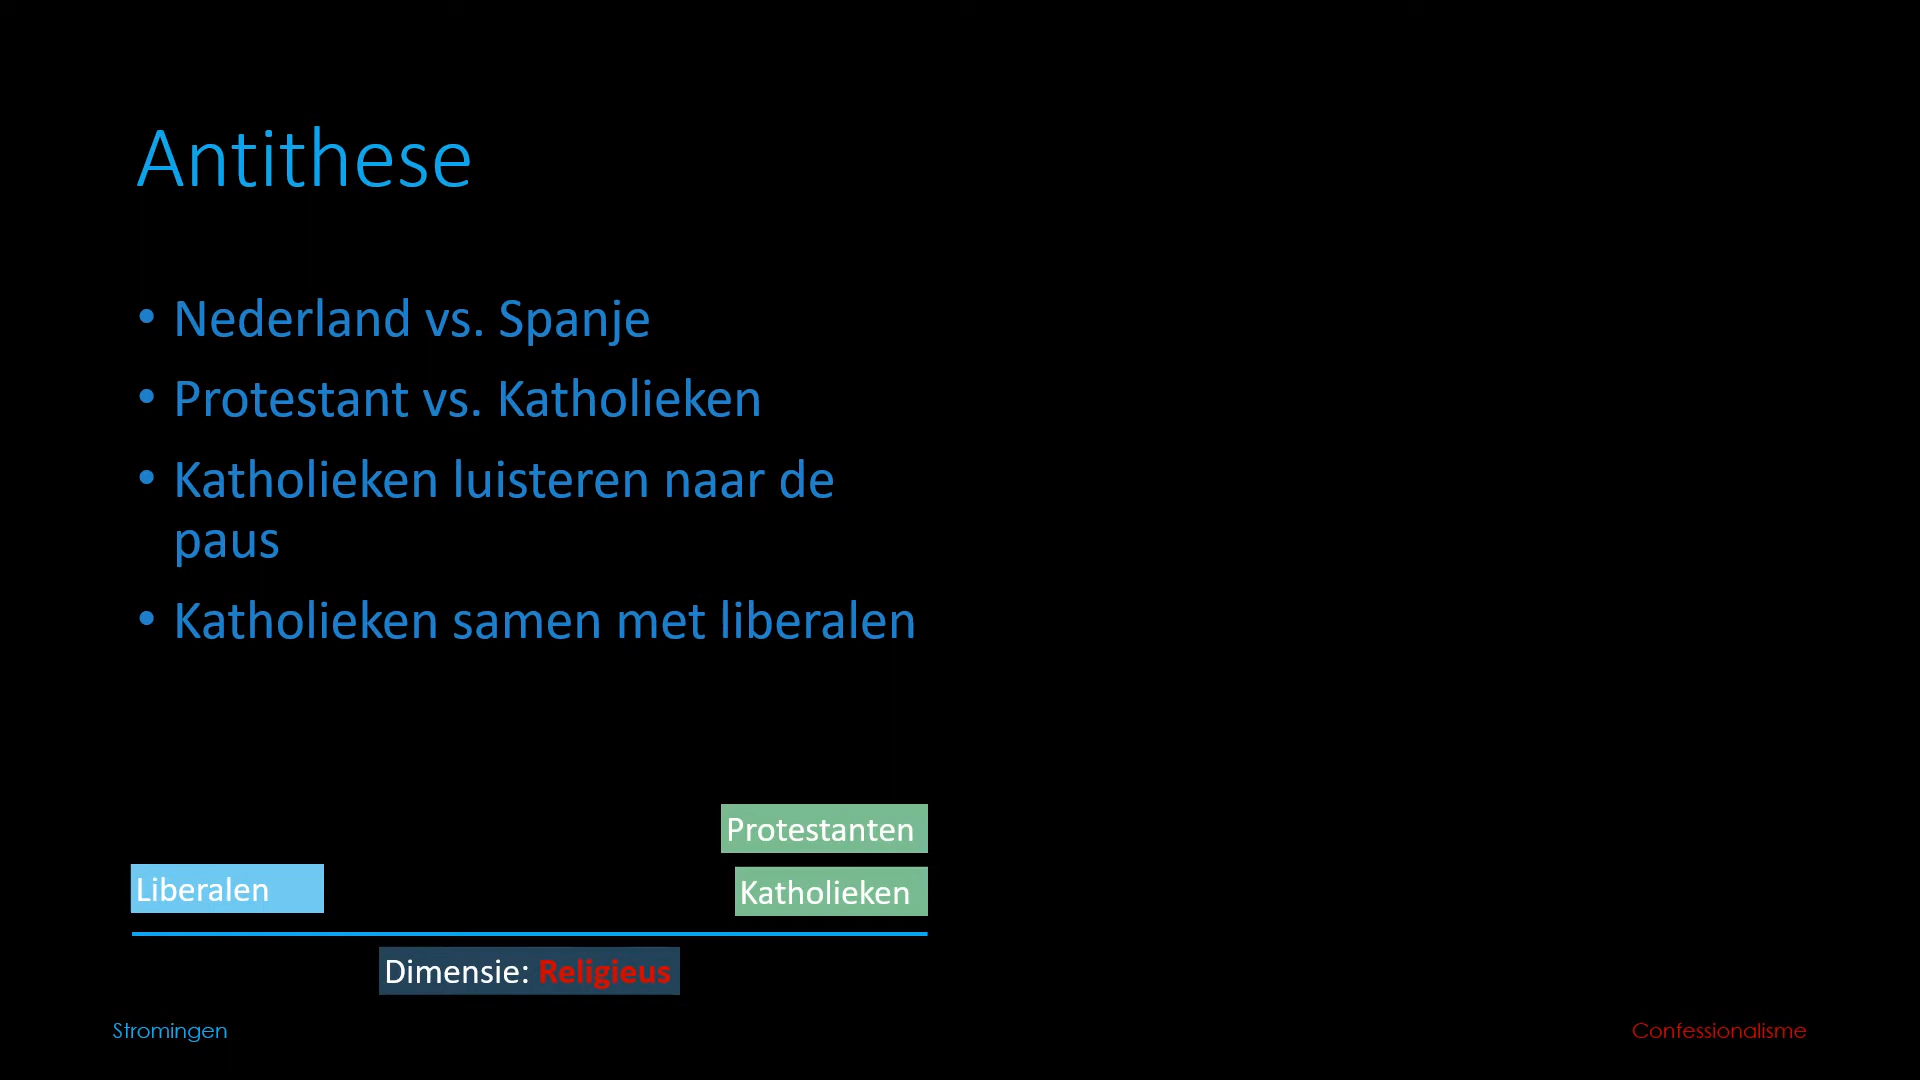 Antithese
• Nederland vs. Spanje
• Protestant vs. Katholieken
• Katholieken luisteren naar de
paus
• Katholieken samen met liberalen
Protestanten
Liberalen
Katholieken
Dimensie: Religieus
Stromingen
Confessionalisme